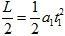 L/2 = 1/2 a₁t₁²